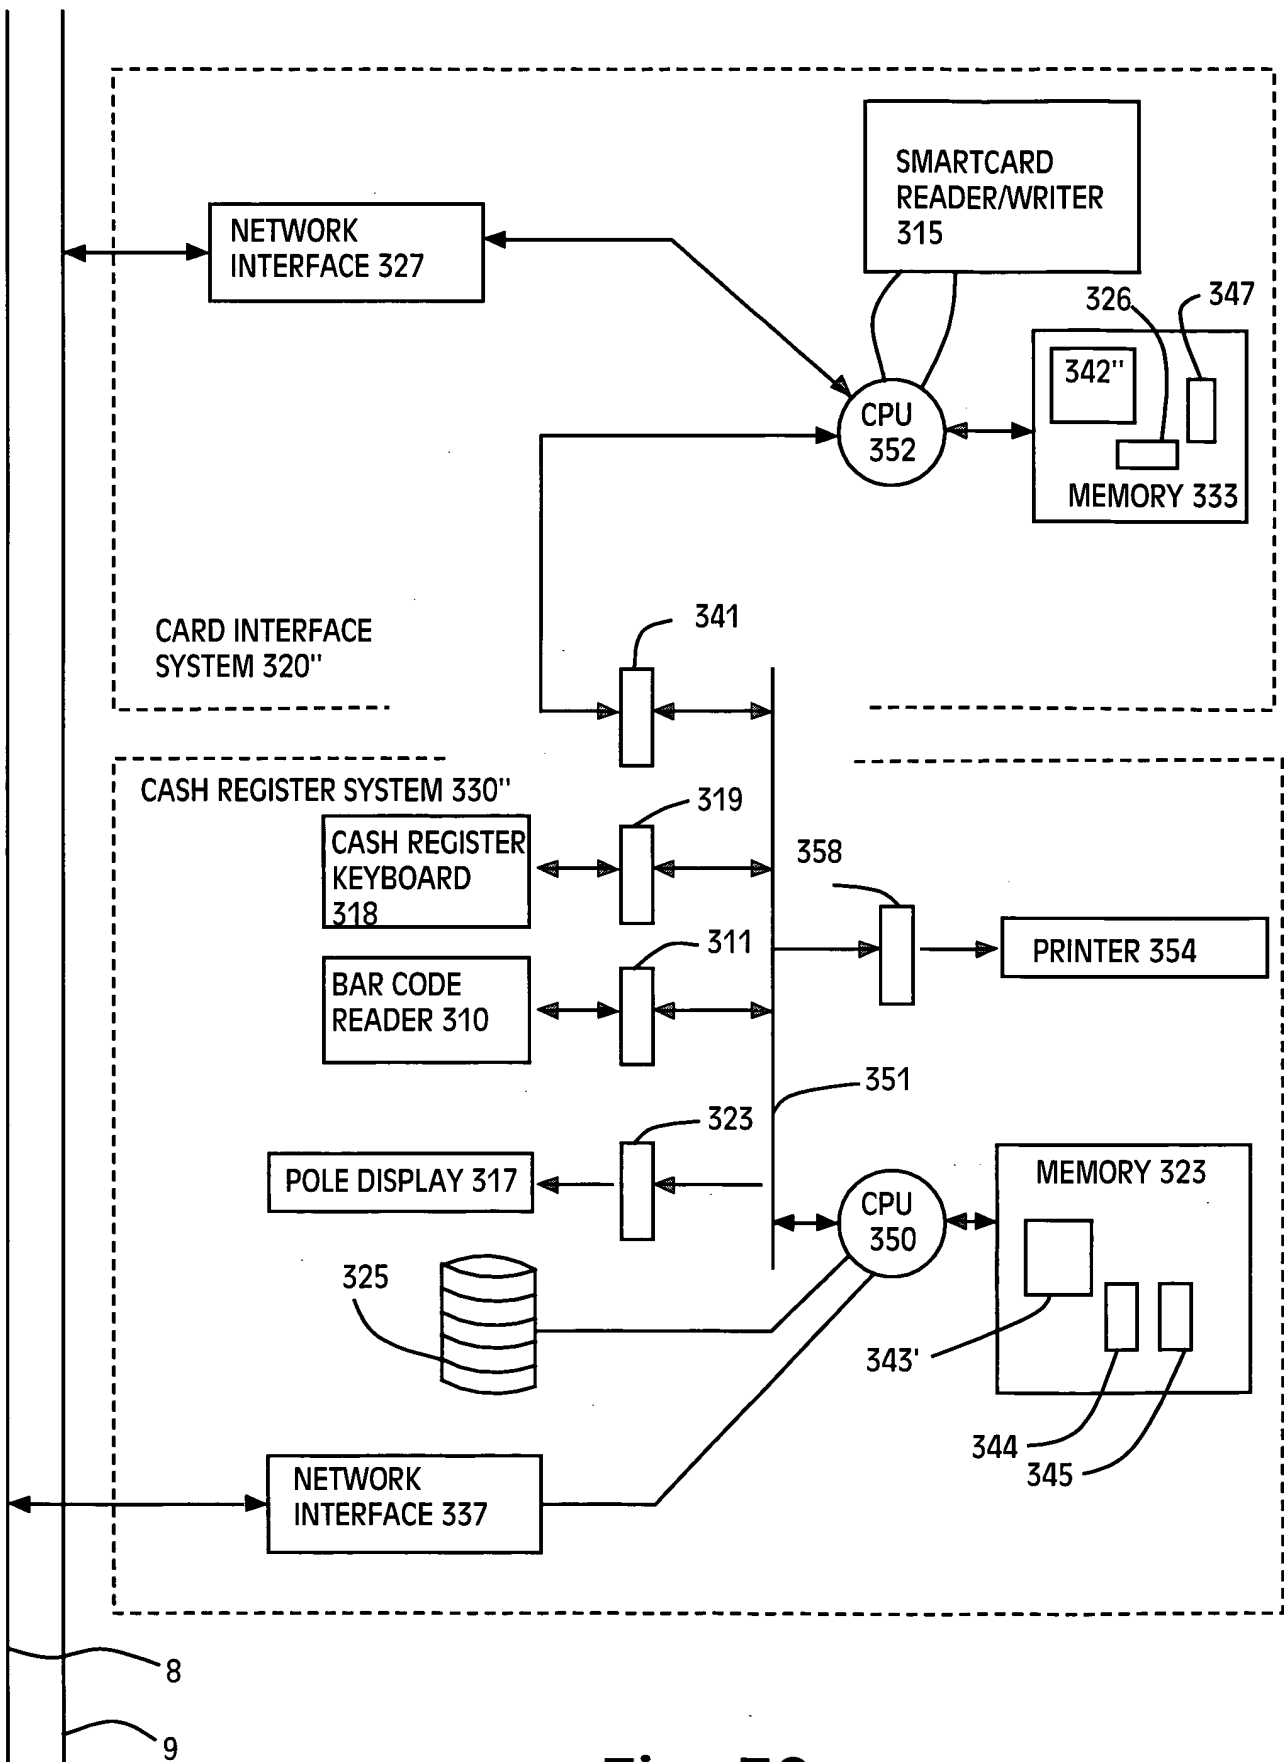 SMARTCARD
READER/WRITER
315
NETWORK
INTERFACE 327
326
347
342"
CPU
352
MEMORY 333
CARD INTERFACE
SYSTEM 320"
341
CASH REGISTER SYSTEM 330"
319
CASH REGISTER
KEYBOARD
318
358
311
PRINTER 354
BAR CODE
READER 310
351
323
POLE DISPLAY 317
MEMORY 323
CPU
350
325
343'
344
345
NETWORK
INTERFACE 337
8
9